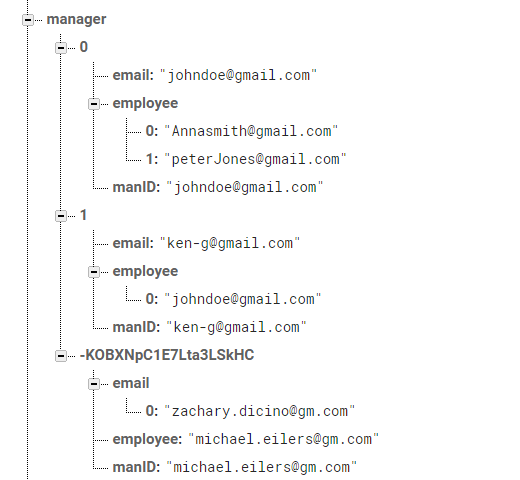 manager
0
email: "johndoe@gmail.com"
employee
0: "Annasmith@gmail.com"
1: "peterJones@gmail.com"
manID: "johndoe@gmail.com"
1
email: "ken-g@gmail.com"
employee
0: "johndoe@gmail.com"
manID: "ken-g@gmail.com"
-KOBXNpC1E7Lta3LSkHC
email
0: "zachary.dicino@gm.com"
employee: "michael.eilers@gm.com"
manID: "michael.eilers@gm.com"